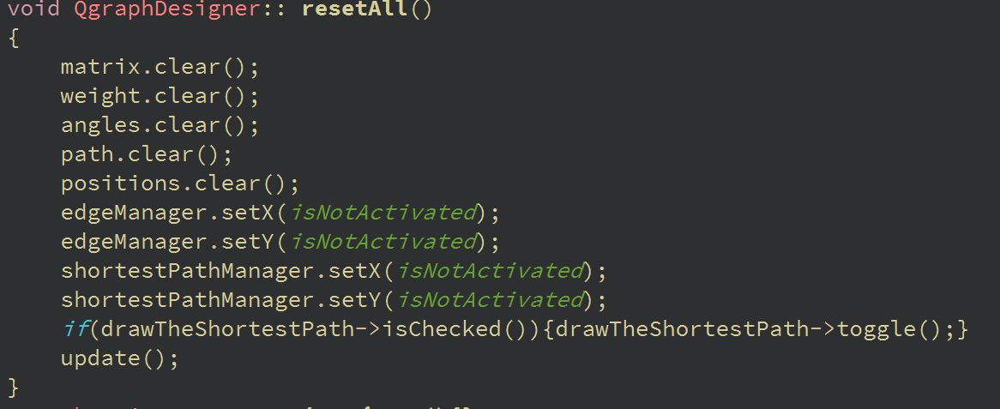 void QgraphDesigner:: resetAll()
{
    matrix.clear();
    weight.clear();
    angles.clear();
    path.clear();
    positions.clear();
    edgeManager.setX(isNotActivated);
    edgeManager.setY(isNotActivated);
    shortestPathManager.setX(isNotActivated);
    shortestPathManager.setY(isNotActivated);
    if(drawTheShortestPath->isChecked()){drawTheShortestPath->toggle();}
    update();
}